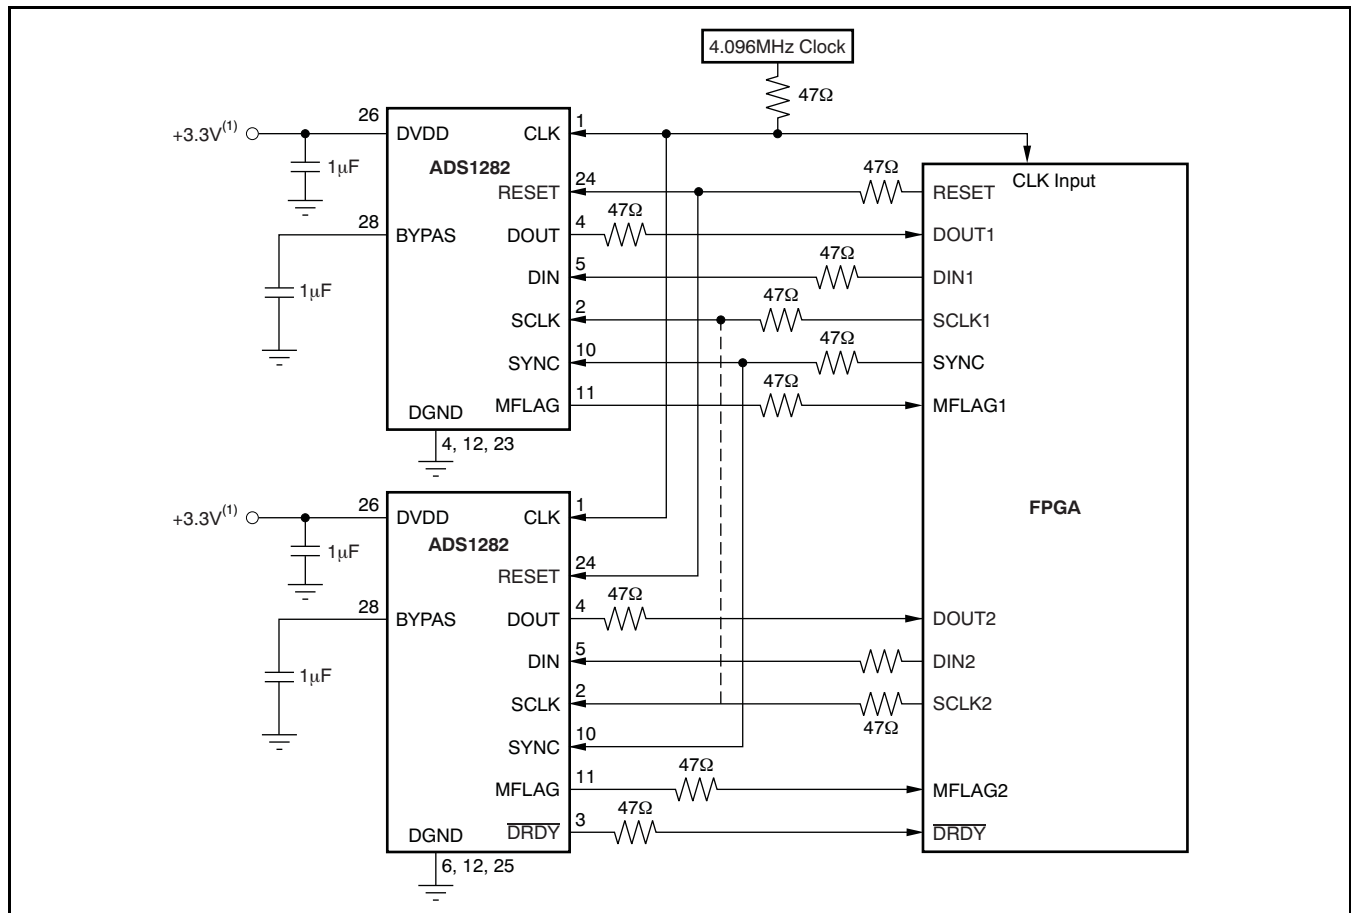 4.096MHz Clock
47Ω
+3.3V(1)
26
DVDD
CLK
1
1μF
ADS1282
CLK Input
RESET
24
47Ω
RESET
28
BYPAS
DOUT
4
47Ω
DOUT1
1μF
DIN
5
47Ω
DIN1
SCLK
2
47Ω
SCLK1
SYNC
10
47Ω
SYNC
MFLAG
11
47Ω
MFLAG1
DGND
4, 12, 23
FPGA
+3.3V(1)
26
DVDD
CLK
1
1μF
ADS1282
RESET
24
28
BYPAS
DOUT
4
47Ω
DOUT2
1μF
DIN
5
DIN2
SCLK
2
47Ω
SCLK2
SYNC
10
MFLAG
11
47Ω
MFLAG2
DRDY
3
47Ω
DRDY
DGND
6, 12, 25